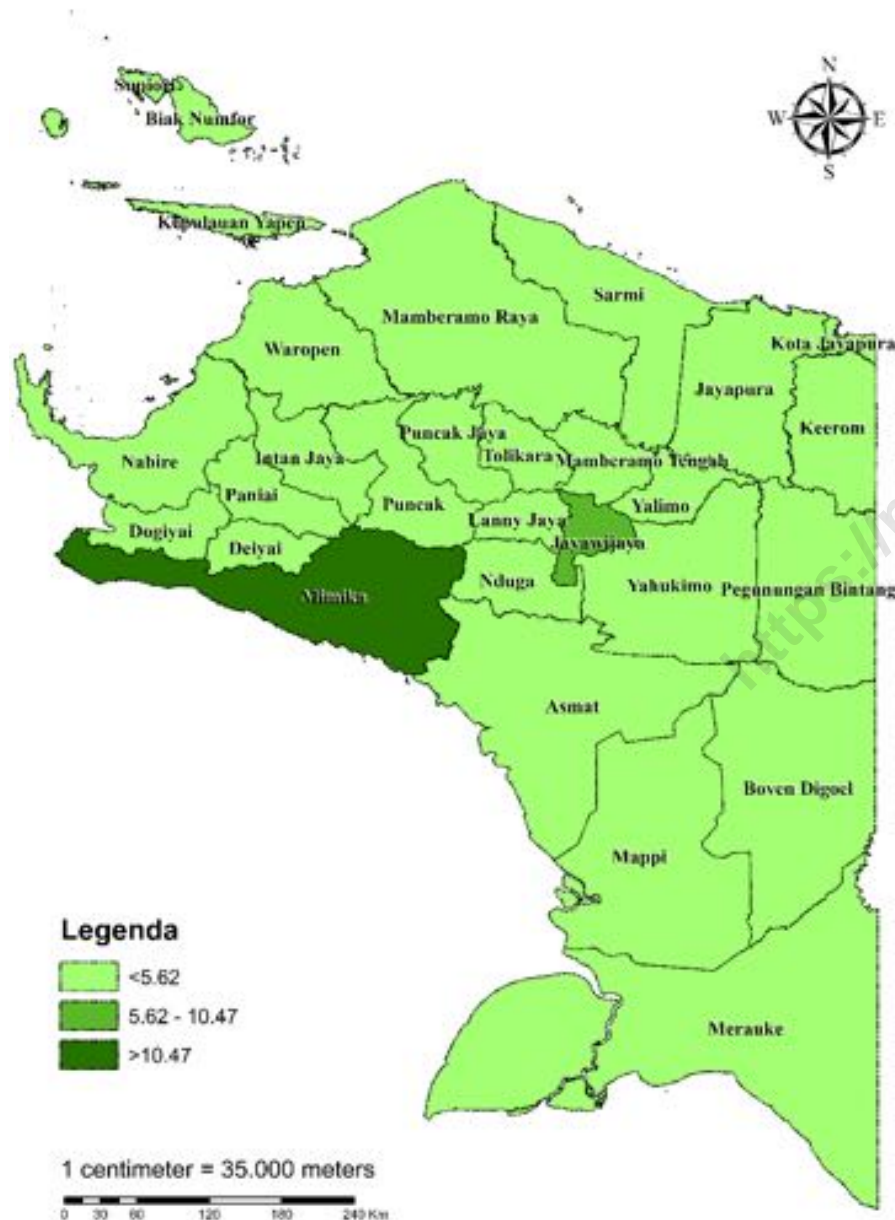 N
W E
S
Supiori
Biak Numfor
Kepulauan Yapen
Sarmi
Mamberamo Raya
Kota Jayapura
Waropen
Jayapura
Keerom
Puncak Jaya
Tolikara
Intan Jaya
Mamberamo Tengah
Nabire
Paniai
Puncak
Yalimo
Lanny Jaya
Dogiyai
Deiyai
Jayawijaya
Nduga
Yahukimo
Pegunungan Bintang
Mimika
https://
Asmat
Boven Digoel
Mappi
Merauke
Legenda
<5.62
5.62 - 10.47
>10.47
1 centimeter = 35.000 meters
0 30 60 120 180 240 Km